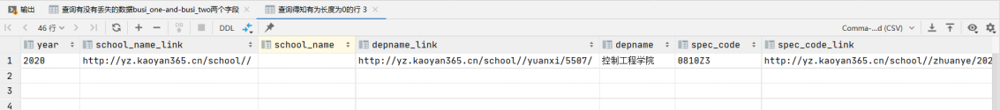 输出 查询有没有丢失的数据busi_one-and-busi_two两个字段 查询得知有为长度为0的行 3
46 行 DB DDL Comma-...d (CSV)
year school_name_link school_name depname_link depname spec_code spec_code_link
1 2020 http://yz.kaoyan365.cn/school// http://yz.kaoyan365.cn/school//yuanxi/5507/ 控制工程学院 0810Z3 http://yz.kaoyan365.cn/school//zhuanye/202
2
3
4